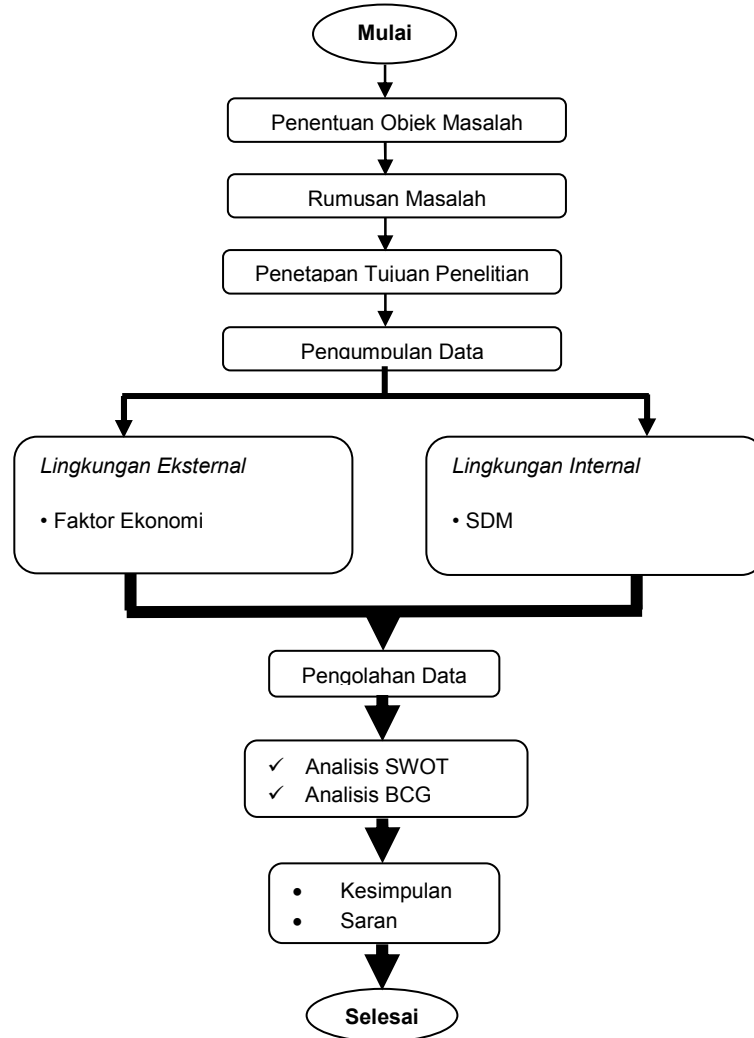 Mulai
Penentuan Objek Masalah
Rumusan Masalah
Penetapan Tujuan Penelitian
Pengumpulan Data
Lingkungan Eksternal
• Faktor Ekonomi
Lingkungan Internal
• SDM
Pengolahan Data
✓ Analisis SWOT
✓ Analisis BCG
• Kesimpulan
• Saran
Selesai